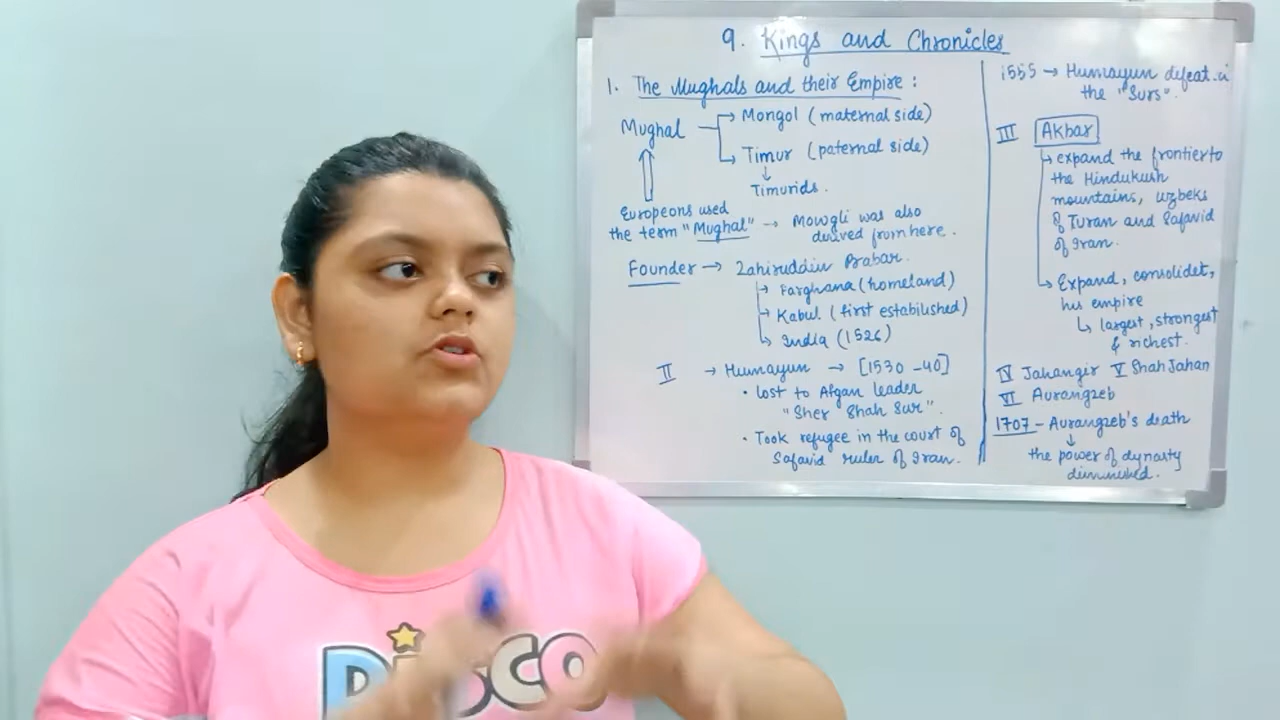 9. Kings and Chronicles
1. The Mughals and their Empire :
Mughal → Mongol (maternal side)
→ Timur (paternal side)
↓
Timurids.
Europeons used
the term "Mughal" → Mowgli was also
derived from here.
Founder → Zahiruddin Babar.
→ Farghana (homeland)
→ Kabul (first established)
→ India (1526)
II → Humayun → [1530-40]
• Lost to Afgan leader
"Sher Shah Sur".
• Took refugee in the court of
Safavid ruler of Iran.
1555 → Humayun defeat
the "Surs".
III Akbar
→ expand the frontier to
the Hindukush
mountains, uzbeks
of Turan and Safavid
of Iran.
→ Expand, consolidet,
his empire
↳ largest, strongest
& richest.
IV Jahangir V Shah Jahan
VI Aurangzeb
1707 - Aurangzeb's death
↓
the power of dynasty
diminished.
DISCO